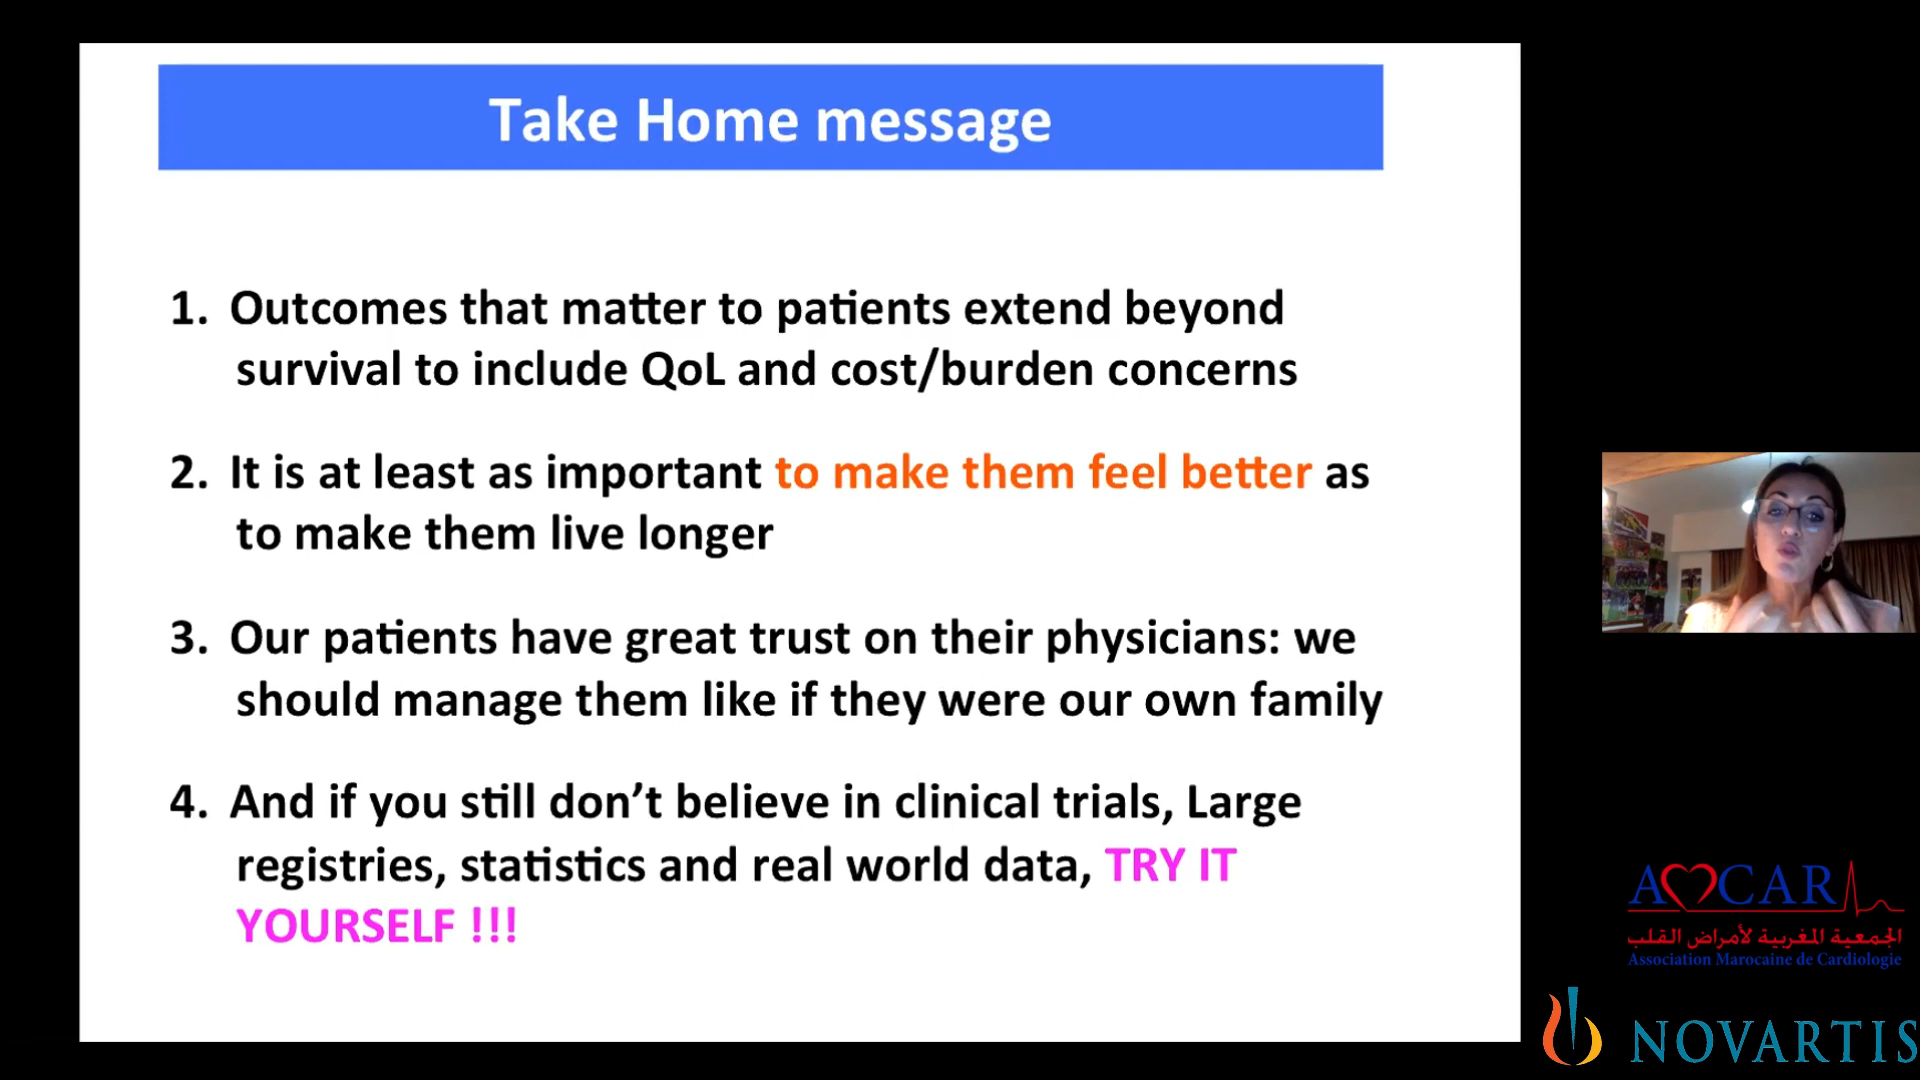 Take Home message
1. Outcomes that matter to patients extend beyond
survival to include QoL and cost/burden concerns
2. It is at least as important to make them feel better as
to make them live longer
3. Our patients have great trust on their physicians: we
should manage them like if they were our own family
4. And if you still don’t believe in clinical trials, Large
registries, statistics and real world data, TRY IT
YOURSELF !!!
AMCAR
الجمعية المغربية لأمراض القلب
Association Marocaine de Cardiologie
NOVARTIS